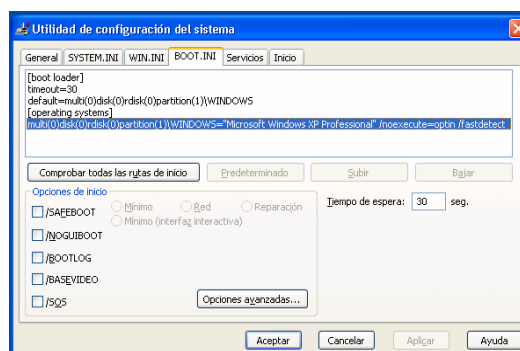 Utilidad de configuración del sistema
General SYSTEM.INI WIN.INI BOOT.INI Servicios Inicio
[boot loader]
timeout=30
default=multi(0)disk(0)rdisk(0)partition(1)\WINDOWS
[operating systems]
multi(0)disk(0)rdisk(0)partition(1)\WINDOWS="Microsoft Windows XP Professional" /noexecute=optin /fastdetect
Comprobar todas las rutas de inicio Predeterminado Subir Bajar
Opciones de inicio
/SAFEBOOT Mínimo Red Reparación
Mínimo (interfaz interactiva)
Tiempo de espera: 30 seg.
/NOGUIBOOT
/BOOTLOG
/BASEVIDEO
/SOS
Opciones avanzadas...
Aceptar Cancelar Aplicar Ayuda